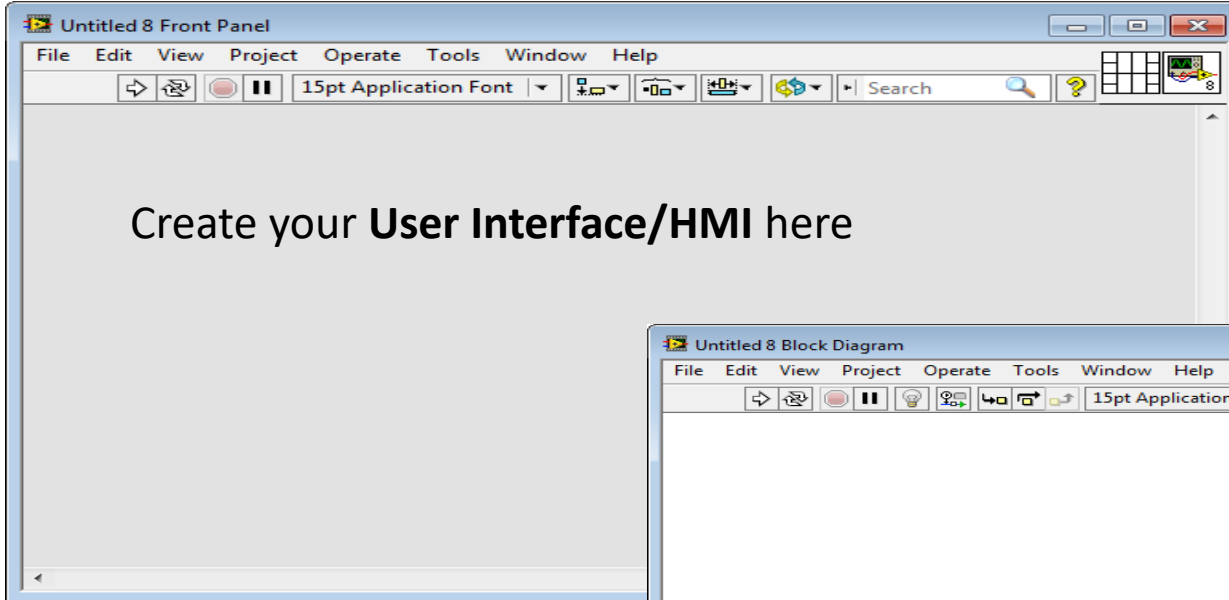 Untitled 8 Front Panel
File Edit View Project Operate Tools Window Help
15pt Application Font Search
8
Create your User Interface/HMI here
Untitled 8 Block Diagram
File Edit View Project Operate Tools Window Help
15pt Application